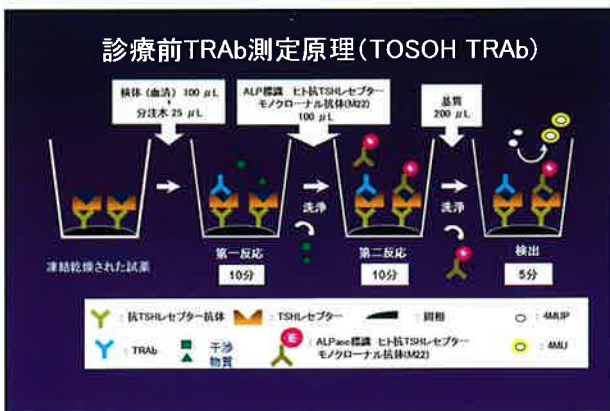 診療前TRAb測定原理(TOSOH TRAb)
検体(血清) 100 μL
+
分注水 25 μL
ALP標識 ヒト抗TSHレセプター
モノクローナル抗体(M22)
100 μL
基質
200 μL
洗浄
洗浄
凍結乾燥された試薬
第一反応
10分
第二反応
10分
検出
5分
E
E
E
E
:抗TSHレセプター抗体
:TSHレセプター
:固相
:4MUP
:TRAb
:干渉
物質
E
:ALPase標識 ヒト抗TSHレセプター
モノクローナル抗体(M22)
:4MU